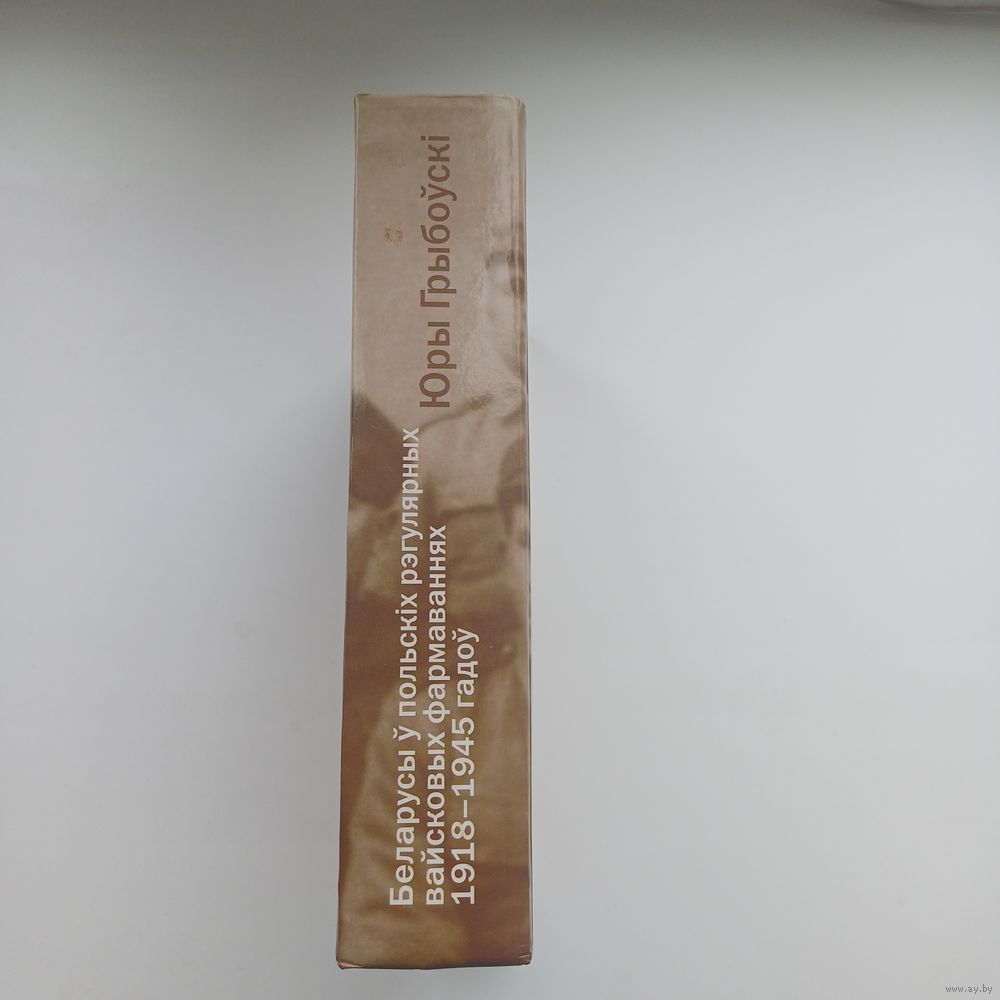 Юры Грыбоўскі
Беларусы ў польскіх рэгулярных
вайсковых фармаваннях
1918–1945 гадоў
www.ay.by